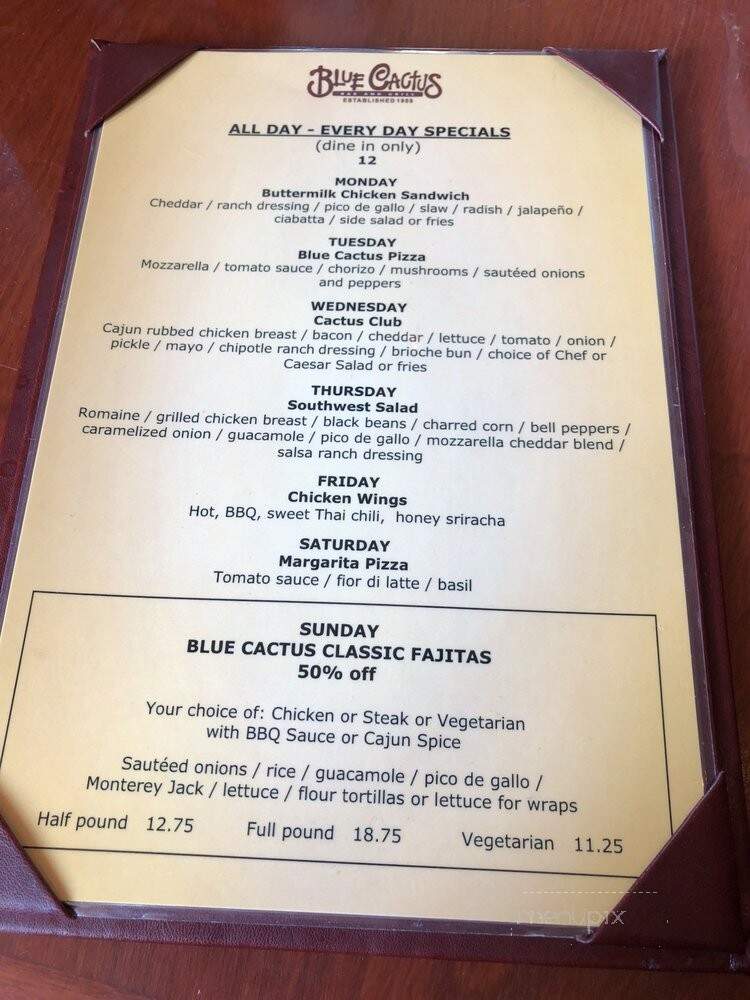 BLUE CACTUS
BAR AND GRILL
ESTABLISHED 1988
ALL DAY - EVERY DAY SPECIALS
(dine in only)
12
MONDAY
Buttermilk Chicken Sandwich
Cheddar / ranch dressing / pico de gallo / slaw / radish / jalapeño /
ciabatta / side salad or fries
TUESDAY
Blue Cactus Pizza
Mozzarella / tomato sauce / chorizo / mushrooms / sautéed onions
and peppers
WEDNESDAY
Cactus Club
Cajun rubbed chicken breast / bacon / cheddar / lettuce / tomato / onion /
pickle / mayo / chipotle ranch dressing / brioche bun / choice of Chef or
Caesar Salad or fries
THURSDAY
Southwest Salad
Romaine / grilled chicken breast / black beans / charred corn / bell peppers /
caramelized onion / guacamole / pico de gallo / mozzarella cheddar blend /
salsa ranch dressing
FRIDAY
Chicken Wings
Hot, BBQ, sweet Thai chili, honey sriracha
SATURDAY
Margarita Pizza
Tomato sauce / fior di latte / basil
SUNDAY
BLUE CACTUS CLASSIC FAJITAS
50% off
Your choice of: Chicken or Steak or Vegetarian
with BBQ Sauce or Cajun Spice
Sautéed onions / rice / guacamole / pico de gallo /
Monterey Jack / lettuce / flour tortillas or lettuce for wraps
Half pound 12.75 Full pound 18.75 Vegetarian 11.25
menupix